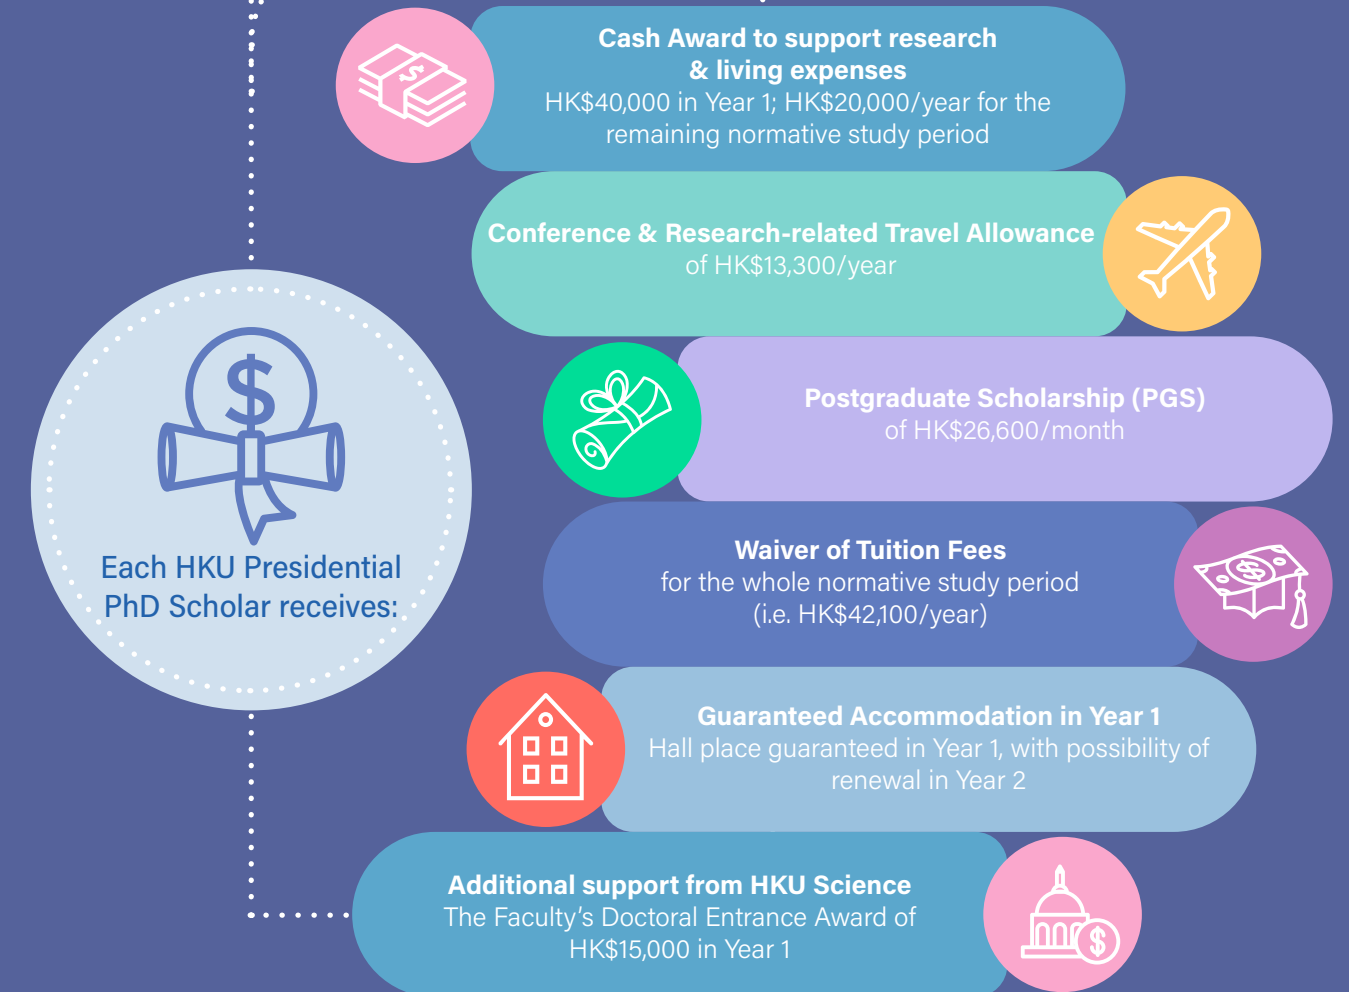 Cash Award to support research
& living expenses
HK$40,000 in Year 1; HK$20,000/year for the
remaining normative study period
Conference & Research-related Travel Allowance
of HK$13,300/year
Postgraduate Scholarship (PGS)
of HK$26,600/month
Each HKU Presidential
PhD Scholar receives:
Waiver of Tuition Fees
for the whole normative study period
(i.e. HK$42,100/year)
Guaranteed Accommodation in Year 1
Hall place guaranteed in Year 1, with possibility of
renewal in Year 2
Additional support from HKU Science
The Faculty’s Doctoral Entrance Award of
HK$15,000 in Year 1